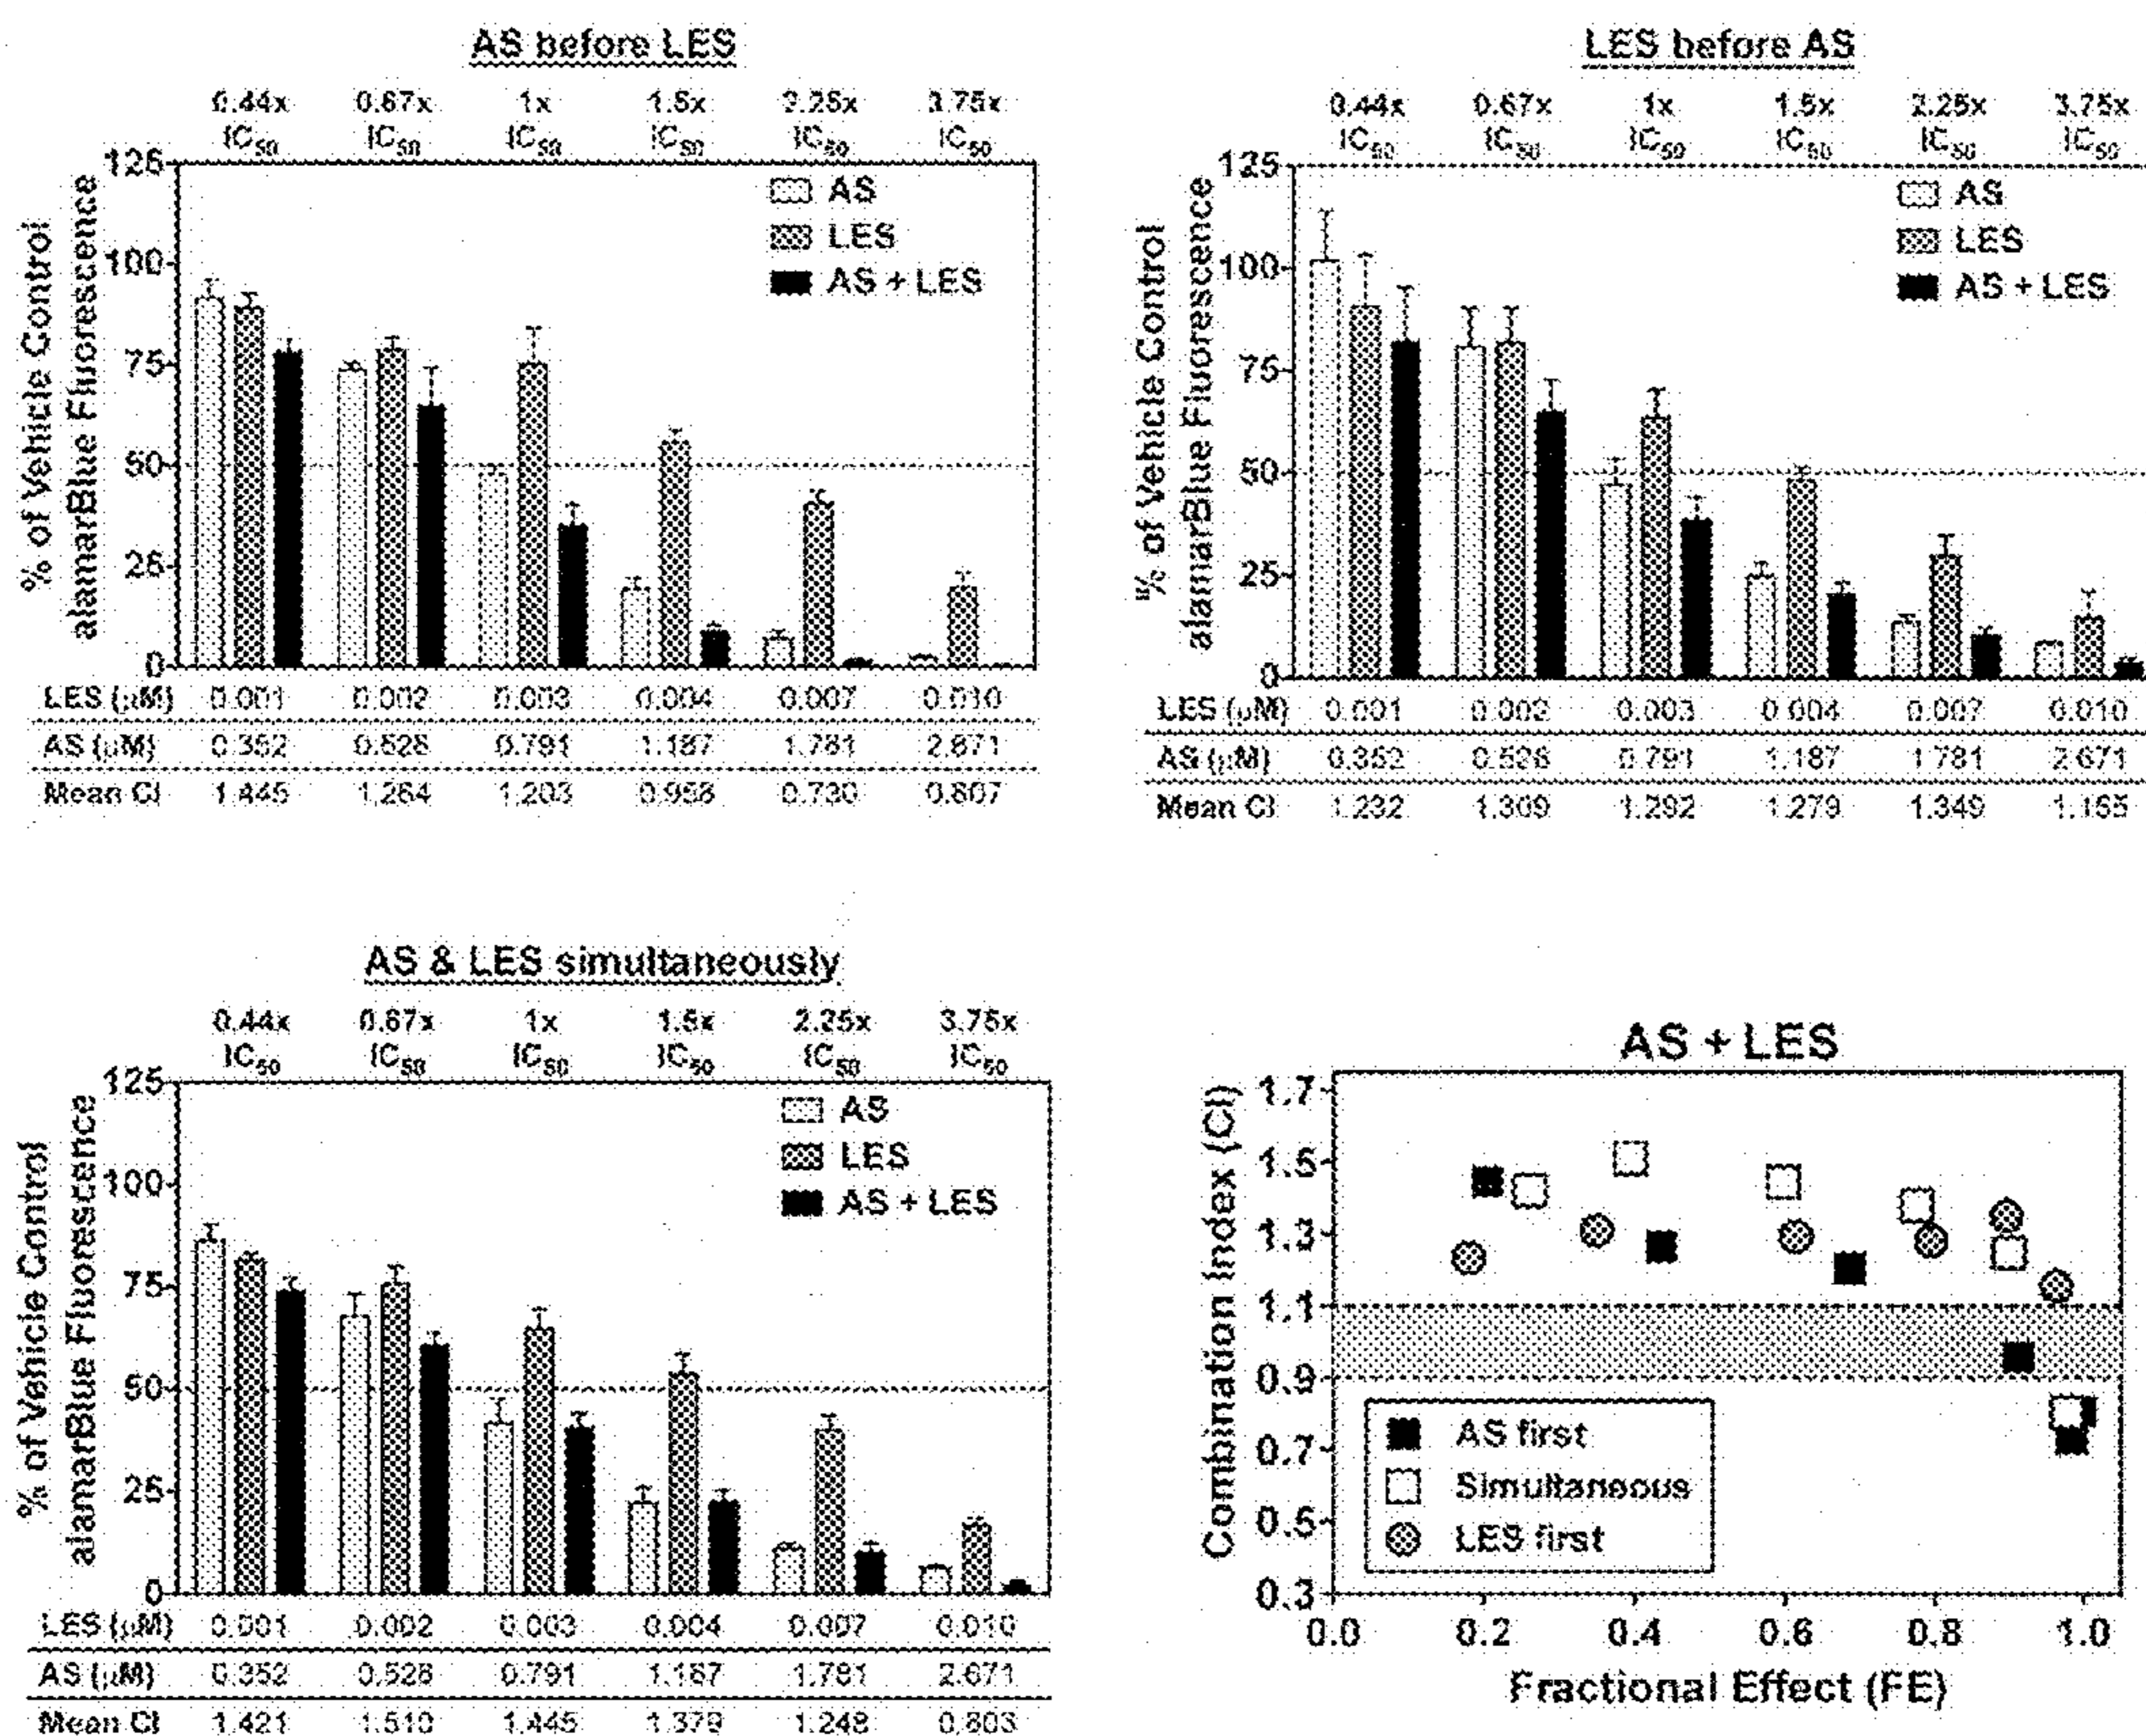 AS before LES
0.44x 0.67x 1x 1.5x 2.25x 3.75x
IC50 IC50 IC50 IC50 IC50 IC50
% of Vehicle Control
alamarBlue Fluorescence
125
100
75
50
25
0
AS
LES
AS + LES
LES (μM) 0.001 0.002 0.003 0.004 0.007 0.010
AS (μM) 0.352 0.528 0.791 1.187 1.781 2.671
Mean CI 1.445 1.264 1.203 0.958 0.730 0.807
LES before AS
0.44x 0.67x 1x 1.5x 2.25x 3.75x
IC50 IC50 IC50 IC50 IC50 IC50
% of Vehicle Control
alamarBlue Fluorescence
125
100
75
50
25
0
AS
LES
AS + LES
LES (μM) 0.001 0.002 0.003 0.004 0.007 0.010
AS (μM) 0.352 0.528 0.791 1.187 1.781 2.671
Mean CI 1.232 1.309 1.292 1.279 1.349 1.155
AS & LES simultaneously
0.44x 0.67x 1x 1.5x 2.25x 3.75x
IC50 IC50 IC50 IC50 IC50 IC50
% of Vehicle Control
alamarBlue Fluorescence
125
100
75
50
25
0
AS
LES
AS + LES
LES (μM) 0.001 0.002 0.003 0.004 0.007 0.010
AS (μM) 0.352 0.528 0.791 1.187 1.781 2.671
Mean CI 1.421 1.510 1.445 1.379 1.248 0.803
AS + LES
Combination Index (CI)
1.7
1.5
1.3
1.1
0.9
0.7
0.5
0.3
AS first
Simultaneous
LES first
0.0 0.2 0.4 0.6 0.8 1.0
Fractional Effect (FE)